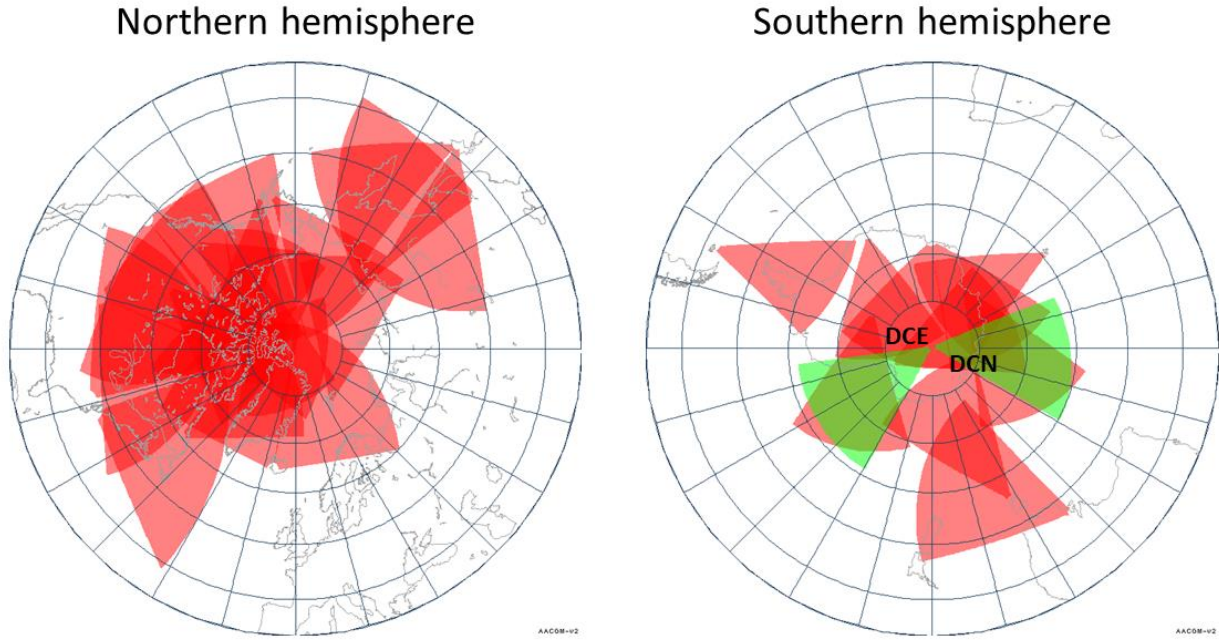 Northern hemisphere
Southern hemisphere
DCE
DCN
AACGM-v2
AACGM-v2